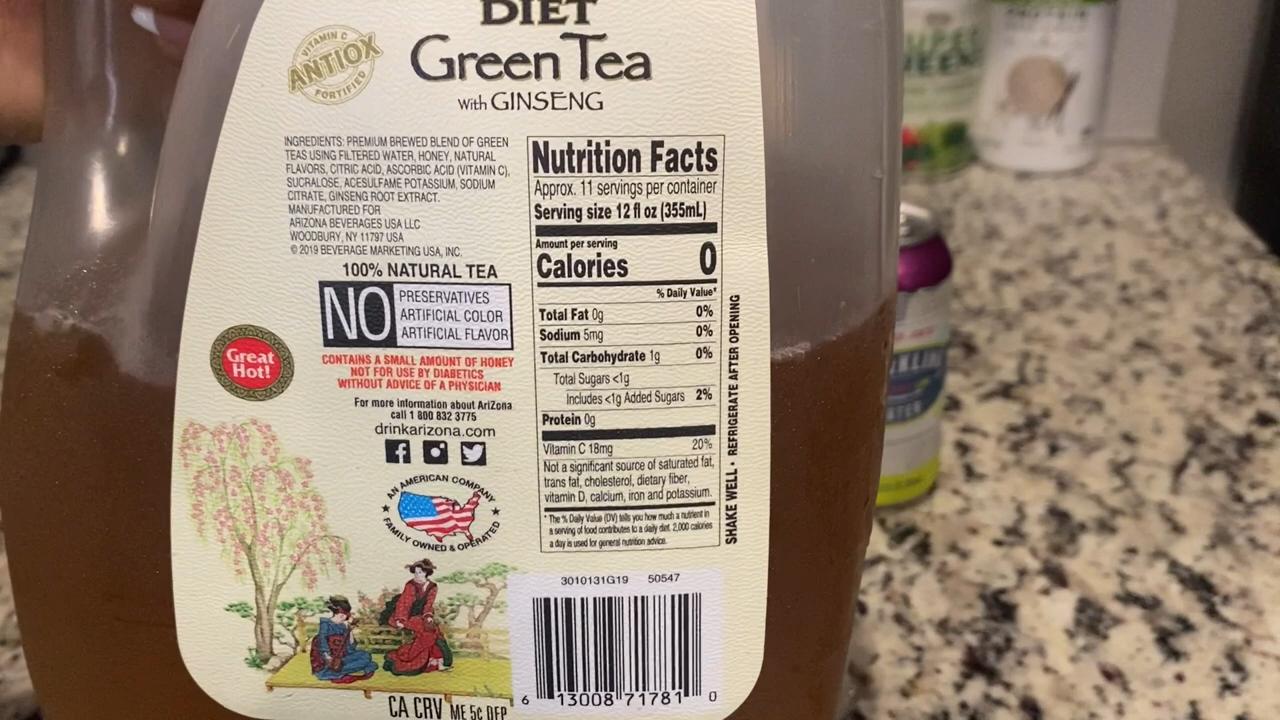 DIET
Green Tea
With GINSENG
VITAMIN C
ANTIOX
FORTIFIED
INGREDIENTS: PREMIUM BREWED BLEND OF GREEN
TEAS USING FILTERED WATER, HONEY, NATURAL
FLAVORS, CITRIC ACID, ASCORBIC ACID (VITAMIN C),
SUCRALOSE, ACESULFAME POTASSIUM, SODIUM
CITRATE, GINSENG ROOT EXTRACT.
MANUFACTURED FOR
ARIZONA BEVERAGES USA LLC
WOODBURY, NY 11797 USA
© 2019 BEVERAGE MARKETING USA, INC.
100% NATURAL TEA
NO
PRESERVATIVES
ARTIFICIAL COLOR
ARTIFICIAL FLAVOR
Great
Hot!
CONTAINS A SMALL AMOUNT OF HONEY
NOT FOR USE BY DIABETICS
WITHOUT ADVICE OF A PHYSICIAN
For more information about AriZona
call 1 800 832 3775
drinkarizona.com
AN AMERICAN COMPANY
FAMILY OWNED & OPERATED
CA CRV ME 5¢ DEP
Nutrition Facts
Approx. 11 servings per container
Serving size 12 fl oz (355mL)
Amount per serving
Calories 0
% Daily Value*
Total Fat 0g 0%
Sodium 5mg 0%
Total Carbohydrate 1g 0%
Total Sugars <1g
Includes <1g Added Sugars 2%
Protein 0g
Vitamin C 18mg 20%
Not a significant source of saturated fat,
trans fat, cholesterol, dietary fiber,
vitamin D, calcium, iron and potassium.
* The % Daily Value (DV) tells you how much a nutrient in
a serving of food contributes to a daily diet. 2,000 calories
a day is used for general nutrition advice.
SHAKE WELL • REFRIGERATE AFTER OPENING
3010131G19 50547
6 13008 71781 0